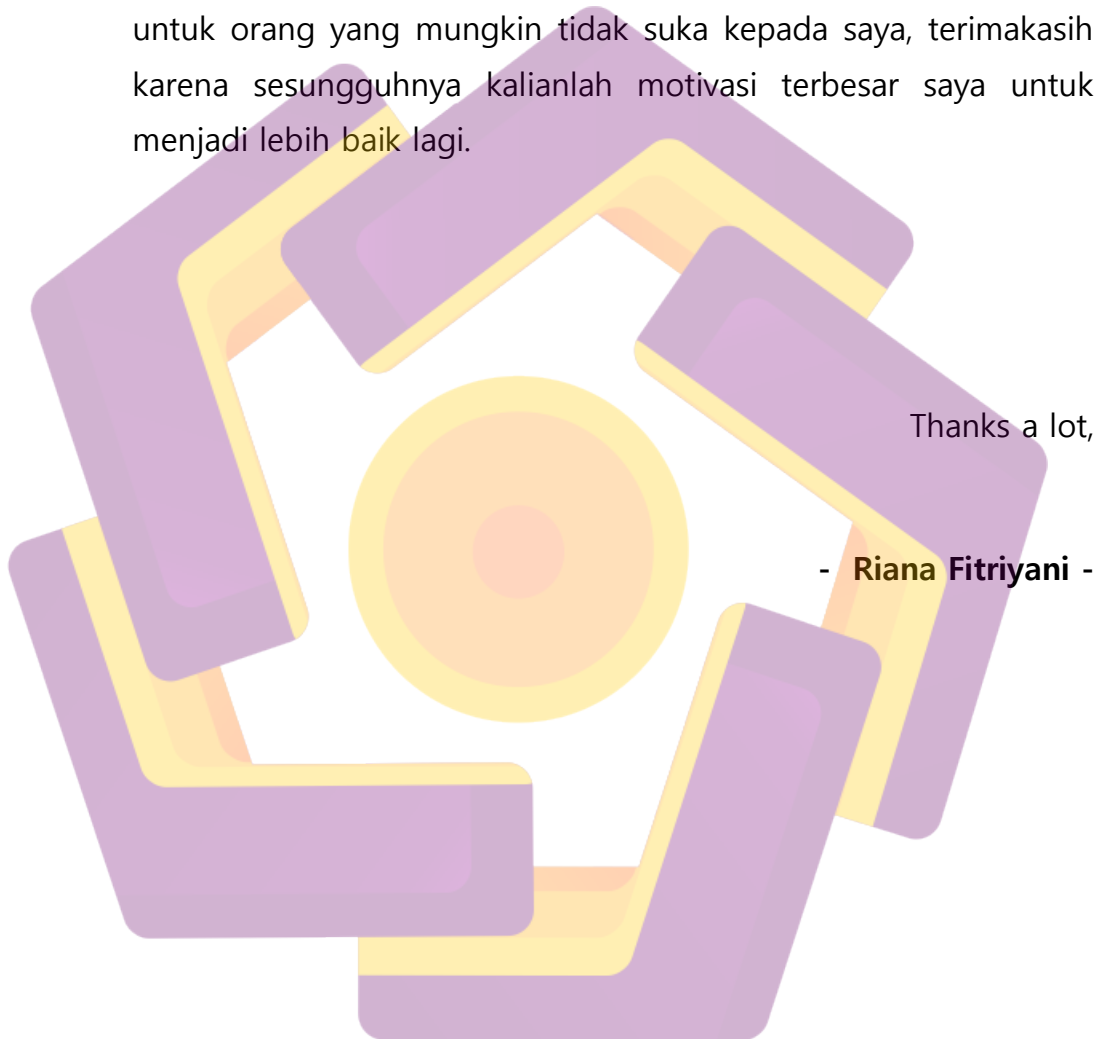 untuk orang yang mungkin tidak suka kepada saya, terimakasih
karena sesungguhnya kalianlah motivasi terbesar saya untuk
menjadi lebih baik lagi.
Thanks a lot,
- Riana Fitriyani -